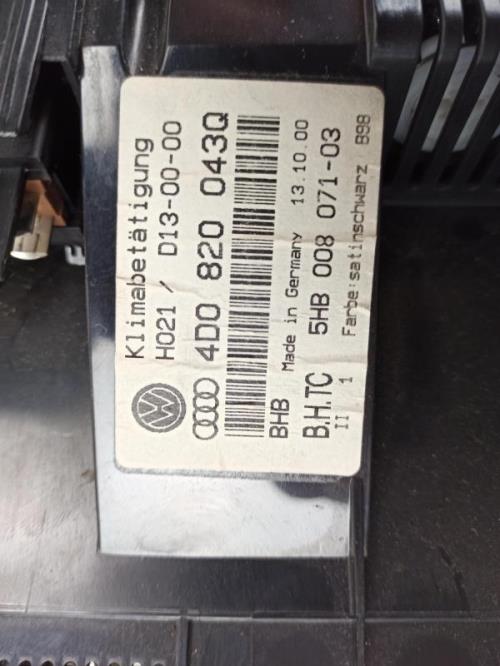 Klimabetätigung
H021 / D13-00-00
4D0 820 043Q
BHB Made in Germany 13.10.00
B.H.TC 5HB 008 071-03
II 1 Farbe:satinschwarz B98